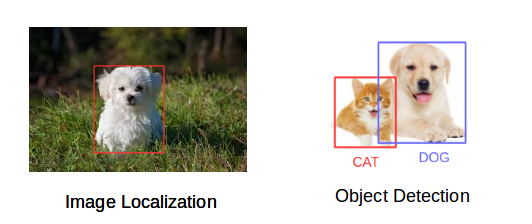 CAT
DOG
Image Localization
Object Detection